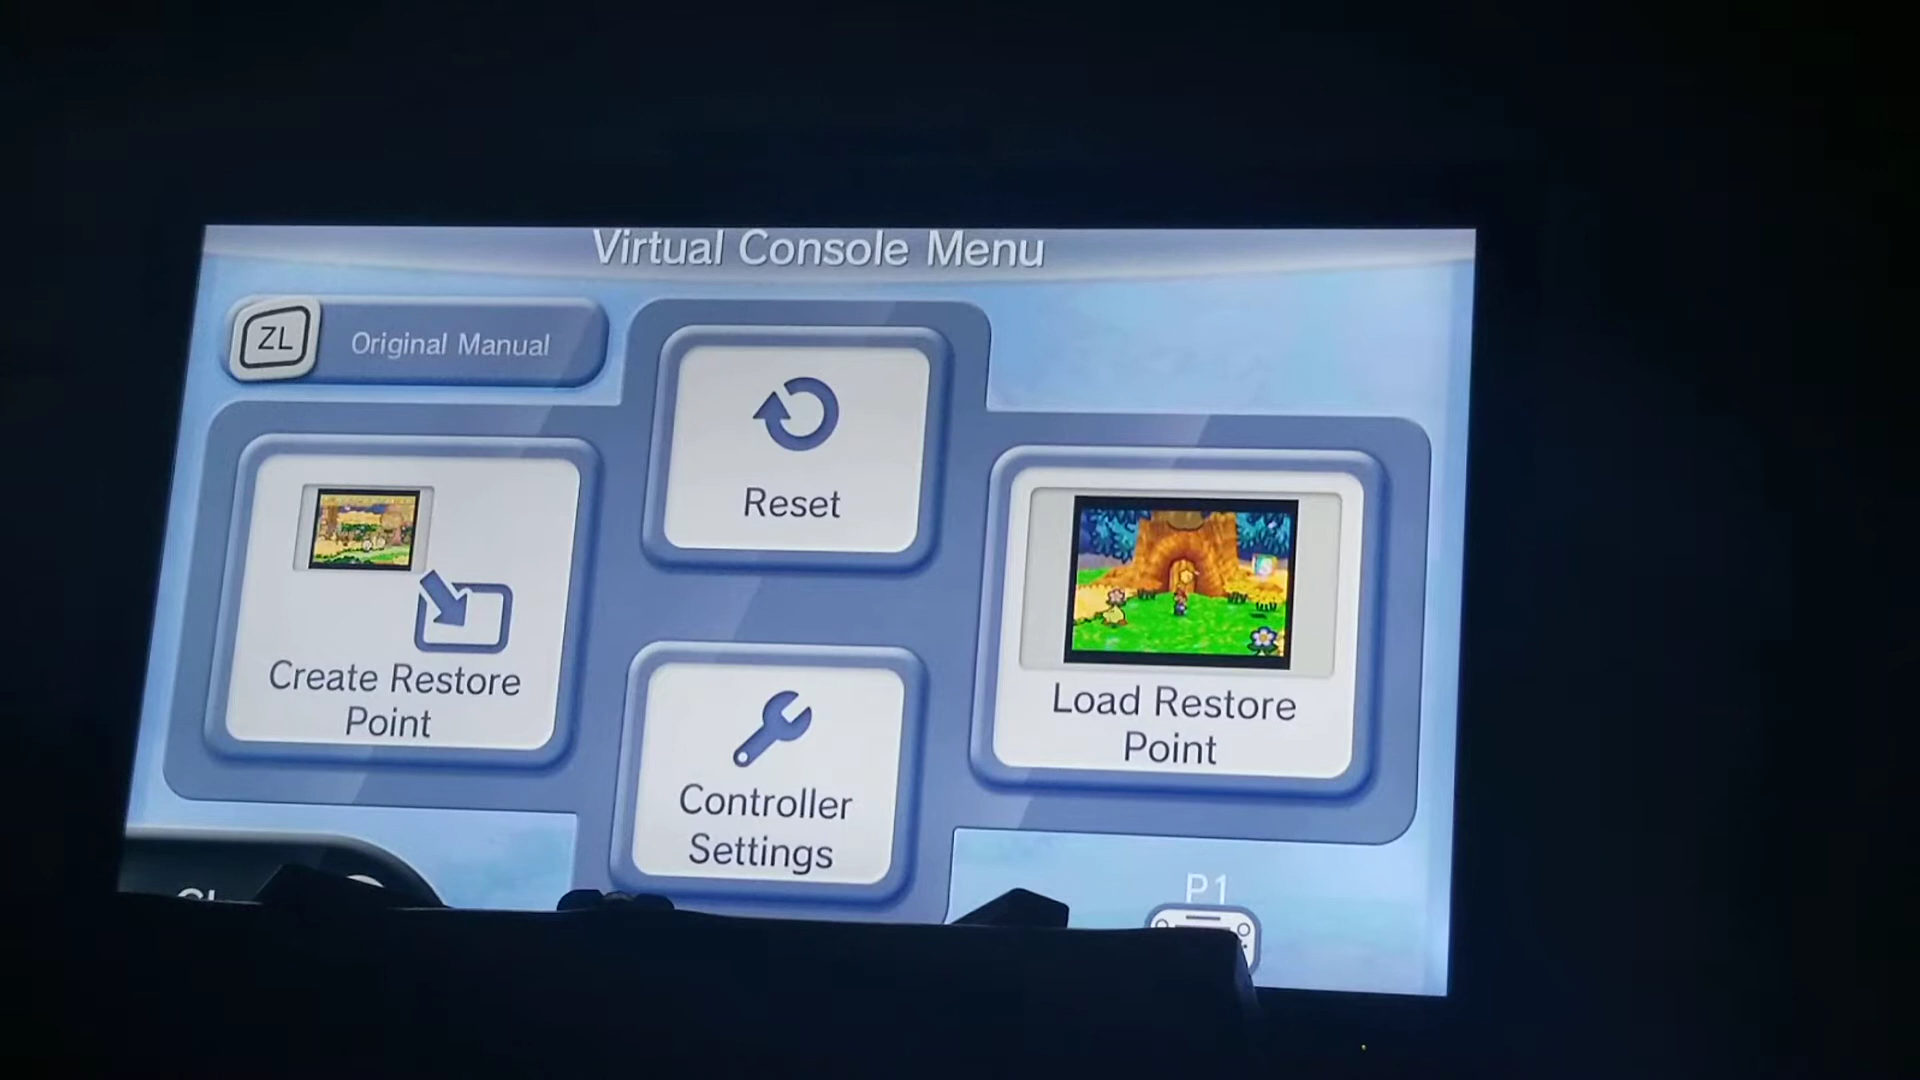 Virtual Console Menu
ZL
Original Manual
Reset
Create Restore
Point
Load Restore
Point
Controller
Settings
P1